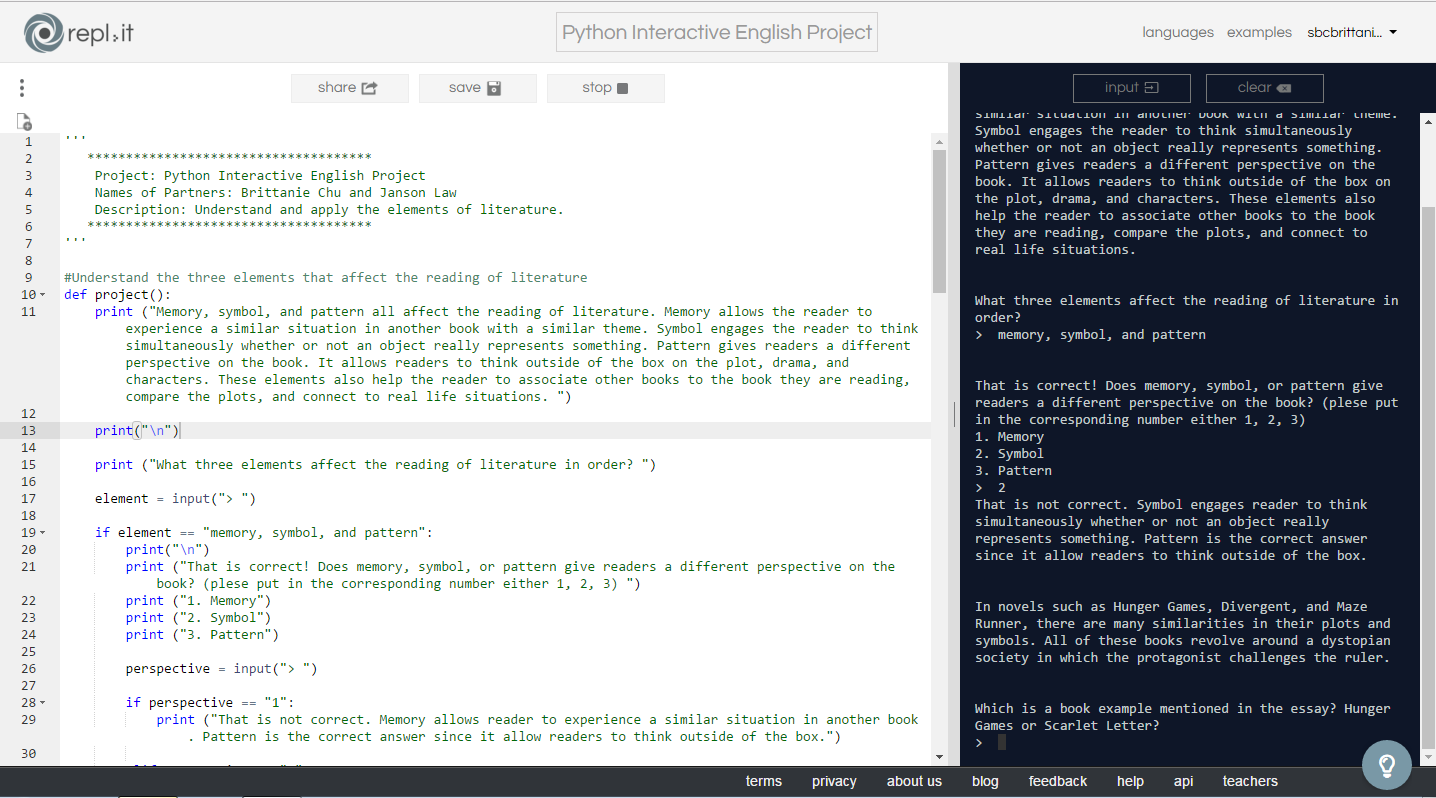 repl.it
Python Interactive English Project
languages examples sbcbrittani...
share save stop
input clear
1 '''
2 *************************************
3 Project: Python Interactive English Project
4 Names of Partners: Brittanie Chu and Janson Law
5 Description: Understand and apply the elements of literature.
6 *************************************
7 '''
8
9 #Understand the three elements that affect the reading of literature
10 def project():
11 print ("Memory, symbol, and pattern all affect the reading of literature. Memory allows the reader to
experience a similar situation in another book with a similar theme. Symbol engages the reader to think
simultaneously whether or not an object really represents something. Pattern gives readers a different
perspective on the book. It allows readers to think outside of the box on the plot, drama, and
characters. These elements also help the reader to associate other books to the book they are reading,
compare the plots, and connect to real life situations. ")
12
13 print("\n")
14
15 print ("What three elements affect the reading of literature in order? ")
16
17 element = input("> ")
18
19 if element == "memory, symbol, and pattern":
20 print("\n")
21 print ("That is correct! Does memory, symbol, or pattern give readers a different perspective on the
book? (plese put in the corresponding number either 1, 2, 3) ")
22 print ("1. Memory")
23 print ("2. Symbol")
24 print ("3. Pattern")
25
26 perspective = input("> ")
27
28 if perspective == "1":
29 print ("That is not correct. Memory allows reader to experience a similar situation in another book
. Pattern is the correct answer since it allow readers to think outside of the box.")
30
similar situation in another book with a similar theme.
Symbol engages the reader to think simultaneously
whether or not an object really represents something.
Pattern gives readers a different perspective on the
book. It allows readers to think outside of the box on
the plot, drama, and characters. These elements also
help the reader to associate other books to the book
they are reading, compare the plots, and connect to
real life situations.
What three elements affect the reading of literature in
order?
> memory, symbol, and pattern
That is correct! Does memory, symbol, or pattern give
readers a different perspective on the book? (plese put
in the corresponding number either 1, 2, 3)
1. Memory
2. Symbol
3. Pattern
> 2
That is not correct. Symbol engages reader to think
simultaneously whether or not an object really
represents something. Pattern is the correct answer
since it allow readers to think outside of the box.
In novels such as Hunger Games, Divergent, and Maze
Runner, there are many similarities in their plots and
symbols. All of these books revolve around a dystopian
society in which the protagonist challenges the ruler.
Which is a book example mentioned in the essay? Hunger
Games or Scarlet Letter?
>
terms privacy about us blog feedback help api teachers